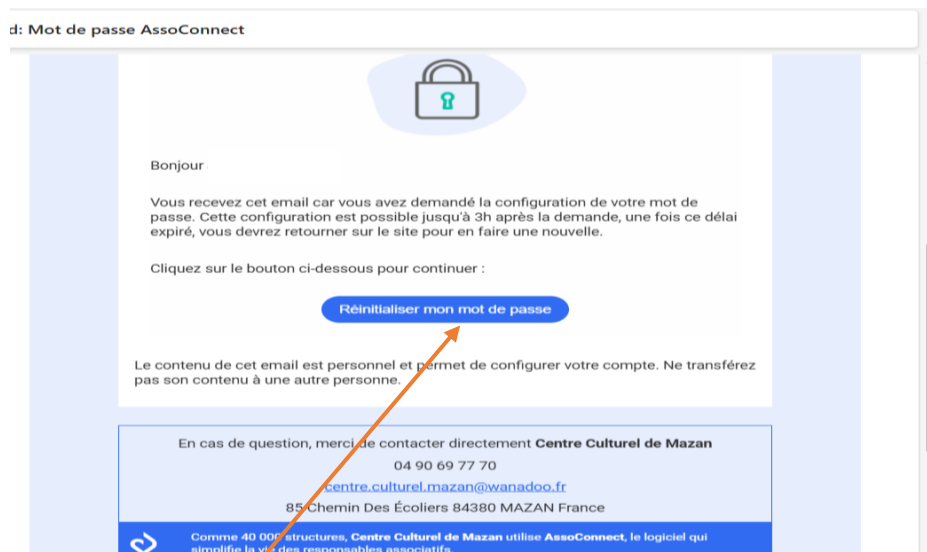 d: Mot de passe AssoConnect
Bonjour
Vous recevez cet email car vous avez demandé la configuration de votre mot de
passe. Cette configuration est possible jusqu'à 3h après la demande, une fois ce délai
expiré, vous devrez retourner sur le site pour en faire une nouvelle.
Cliquez sur le bouton ci-dessous pour continuer :
Réinitialiser mon mot de passe
Le contenu de cet email est personnel et permet de configurer votre compte. Ne transférez
pas son contenu à une autre personne.
En cas de question, merci de contacter directement Centre Culturel de Mazan
04 90 69 77 70
centre.culturel.mazan@wanadoo.fr
85 Chemin Des Écoliers 84380 MAZAN France
Comme 40 000 structures, Centre Culturel de Mazan utilise AssoConnect, le logiciel qui
simplifie la vie des responsables associatifs.